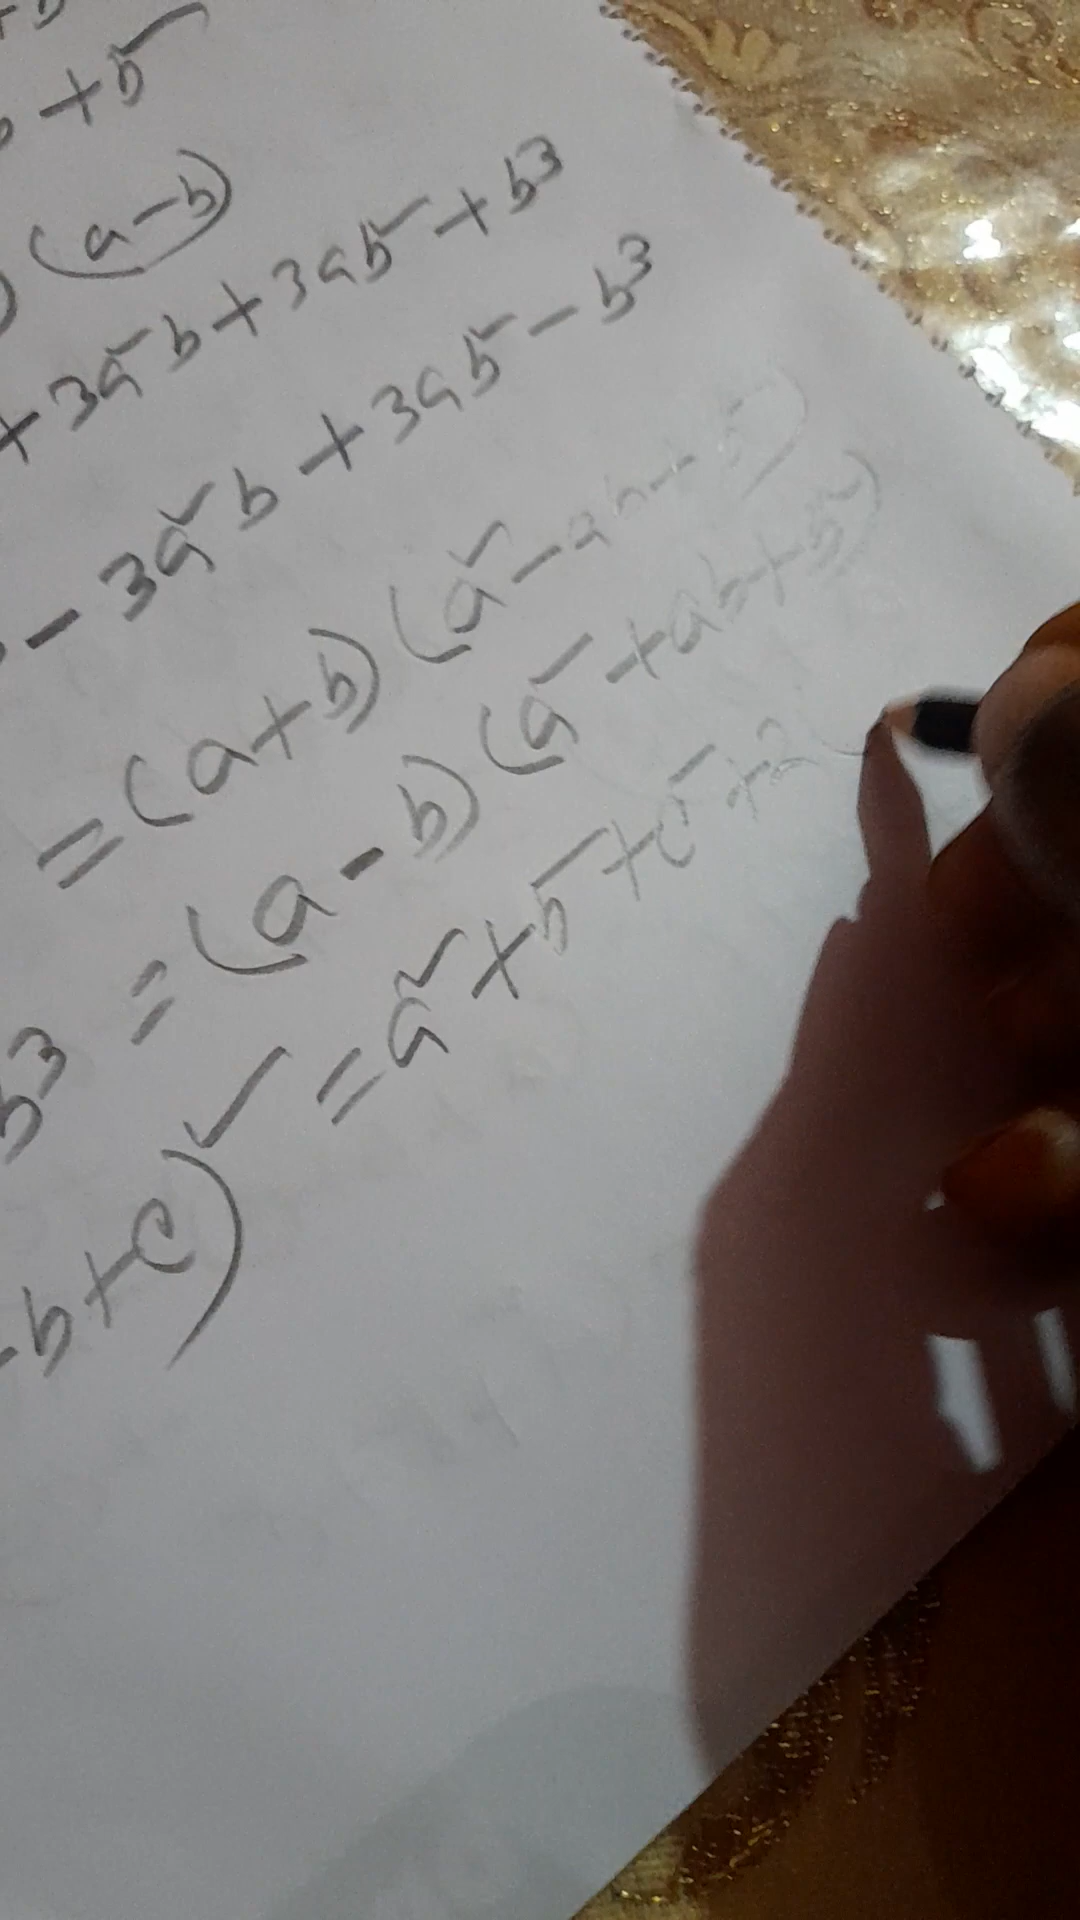 +b²
(a-b)
+3a²b+3ab²+b³
-3a²b+3ab²-b³
=(a+b)(a²-ab+b²)
b³=(a-b)(a²+ab+b²)
b+c)²=a²+b²+c²+2(